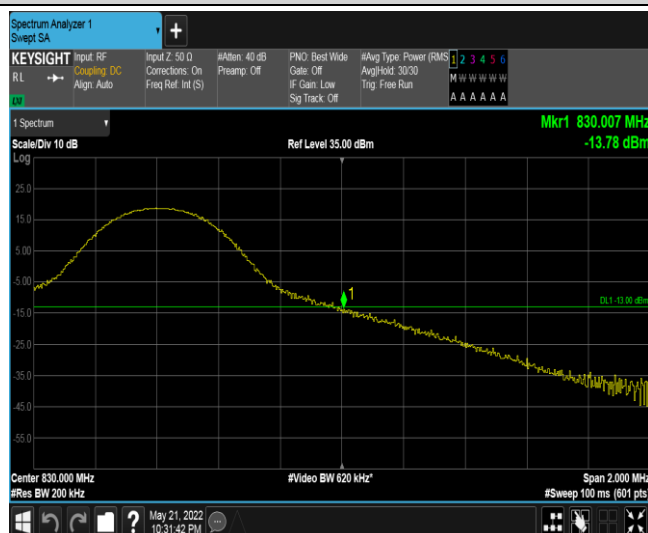 Spectrum Analyzer 1
Swept SA
KEYSIGHT
RL
Input: RF
Coupling: DC
Align: Auto
Input Z: 50 Ω
Corrections: On
Freq Ref: Int (S)
#Atten: 40 dB
Preamp: Off
PNO: Best Wide
Gate: Off
IF Gain: Low
Sig Track: Off
#Avg Type: Power (RMS
Avg|Hold: 30/30
Trig: Free Run
1 2 3 4 5 6
M W W W W W
A A A A A A
1 Spectrum
Mkr1 830.007 MHz
-13.78 dBm
Scale/Div 10 dB
Ref Level 35.00 dBm
Log
25.0
15.0
5.00
-5.00
-15.0
-25.0
-35.0
-45.0
-55.0
1
DL1 -13.00 dBm
Center 830.000 MHz
#Video BW 620 kHz*
Span 2.000 MHz
#Res BW 200 kHz
#Sweep 100 ms (601 pts)
?
May 21, 2022
10:31:42 PM